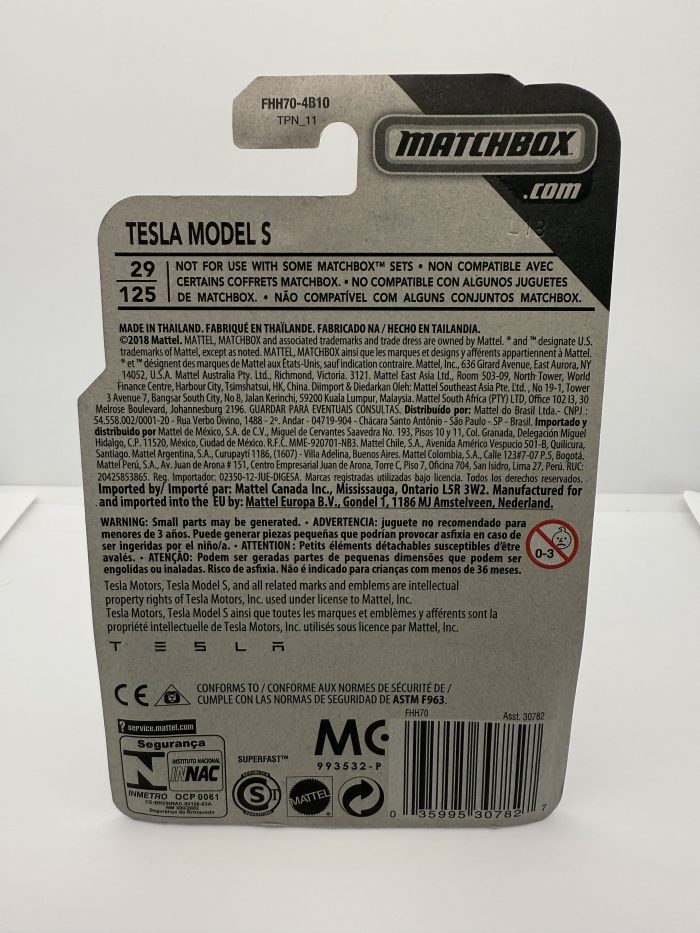 FHH70-4B10
TPN_11
MATCHBOX
.com
L18
TESLA MODEL S
29
125
NOT FOR USE WITH SOME MATCHBOX™ SETS • NON COMPATIBLE AVEC
CERTAINS COFFRETS MATCHBOX. • NO COMPATIBLE CON ALGUNOS JUGUETES
DE MATCHBOX. • NÃO COMPATÍVEL COM ALGUNS CONJUNTOS MATCHBOX.
MADE IN THAILAND. FABRIQUÉ EN THAÏLANDE. FABRICADO NA / HECHO EN TAILANDIA.
©2018 Mattel. MATTEL, MATCHBOX and associated trademarks and trade dress are owned by Mattel. ® and ™ designate U.S.
trademarks of Mattel, except as noted. MATTEL, MATCHBOX ainsi que les marques et designs y afférents appartiennent à Mattel.
® et ™ désignent des marques de Mattel aux États-Unis, sauf indication contraire. Mattel, Inc., 636 Girard Avenue, East Aurora, NY
14052, U.S.A. Mattel Australia Pty. Ltd., Richmond, Victoria. 3121. Mattel East Asia Ltd., Room 503-09, North Tower, World
Finance Centre, Harbour City, Tsimshatsui, HK, China. Diimport & Diedarkan Oleh: Mattel Southeast Asia Pte. Ltd., No 19-1, Tower
3 Avenue 7, Bangsar South City, No 8, Jalan Kerinchi, 59200 Kuala Lumpur, Malaysia. Mattel South Africa (PTY) LTD, Office 102 I3, 30
Melrose Boulevard, Johannesburg 2196. GUARDAR PARA EVENTUAIS CONSULTAS. Distribuído por: Mattel do Brasil Ltda.- CNPJ :
54.558.002/0001-20 - Rua Verbo Divino, 1488 - 2º. Andar - 04719-904 - Chácara Santo Antônio - São Paulo - SP - Brasil. Importado y
distribuido por Mattel de México, S.A. de C.V., Miguel de Cervantes Saavedra No. 193, Pisos 10 y 11, Col. Granada, Delegación Miguel
Hidalgo, C.P. 11520, México, Ciudad de México. R.F.C. MME-920701-NB3. Mattel Chile, S.A., Avenida Américo Vespucio 501-B, Quilicura,
Santiago. Mattel Argentina, S.A., Curupaytí 1186, (1607) - Villa Adelina, Buenos Aires. Mattel Colombia, S.A., Calle 123#7-07 P.5, Bogotá.
Mattel Perú, S.A., Av. Juan de Arona # 151, Centro Empresarial Juan de Arona, Torre C, Piso 7, Oficina 704, San Isidro, Lima 27, Perú. RUC:
20425853865. Reg. Importador: 02350-12-JUE-DIGESA. Marcas registradas utilizadas bajo licencia. Todos los derechos reservados.
Imported by/ Importé par: Mattel Canada Inc., Mississauga, Ontario L5R 3W2. Manufactured for
and imported into the EU by: Mattel Europa B.V., Gondel 1, 1186 MJ Amstelveen, Nederland.
WARNING: Small parts may be generated. • ADVERTENCIA: juguete no recomendado para
menores de 3 años. Puede generar piezas pequeñas que podrían provocar asfixia en caso de
ser ingeridas por el niño/a. • ATTENTION : Petits éléments détachables susceptibles d'être
avalés. • ATENÇÃO: Podem ser geradas partes de pequenas dimensões que podem ser
engolidas ou inaladas. Risco de asfixia. Não é indicado para crianças com menos de 36 meses.
0-3
Tesla Motors, Tesla Model S, and all related marks and emblems are intellectual
property rights of Tesla Motors, Inc. used under license to Mattel, Inc.
Tesla Motors, Tesla Model S ainsi que toutes les marques et emblèmes y afférents sont la
propriété intellectuelle de Tesla Motors, Inc. utilisés sous licence par Mattel, Inc.
TESLA
CE
CONFORMS TO / CONFORME AUX NORMES DE SÉCURITÉ DE /
CUMPLE CON LAS NORMAS DE SEGURIDAD DE ASTM F963.
? service.mattel.com
Segurança
INSTITUTO NACIONAL
INNAC
INMETRO OCP 0061
CE-BRI/INNAC 00128-03A
NM 300/2002
Segurança do Brinquedo
SUPERFAST™
MC
993532-P
S
MATTEL
FHH70
Asst. 30782
0 35995 30782 7